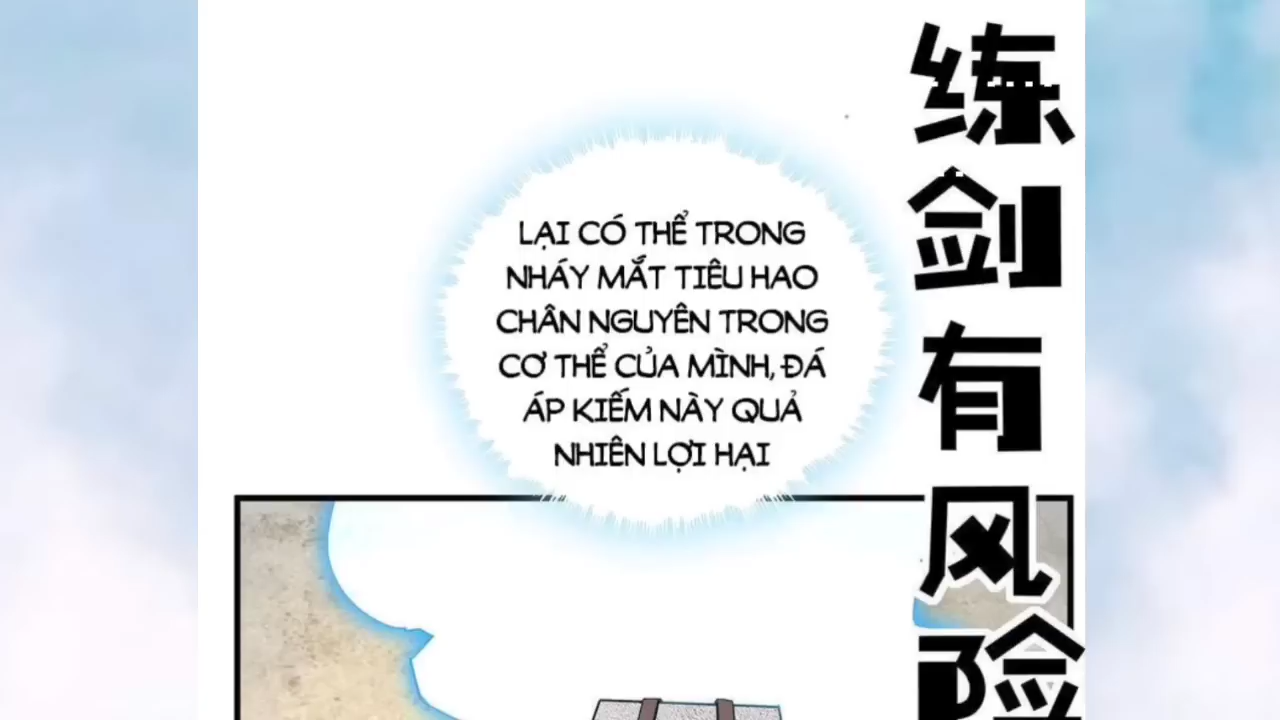 LẠI CÓ THỂ TRONG
NHÁY MẮT TIÊU HAO
CHÂN NGUYÊN TRONG
CƠ THỂ CỦA MÌNH, ĐÁ
ÁP KIẾM NÀY QUẢ
NHIÊN LỢI HẠI
练剑有风险